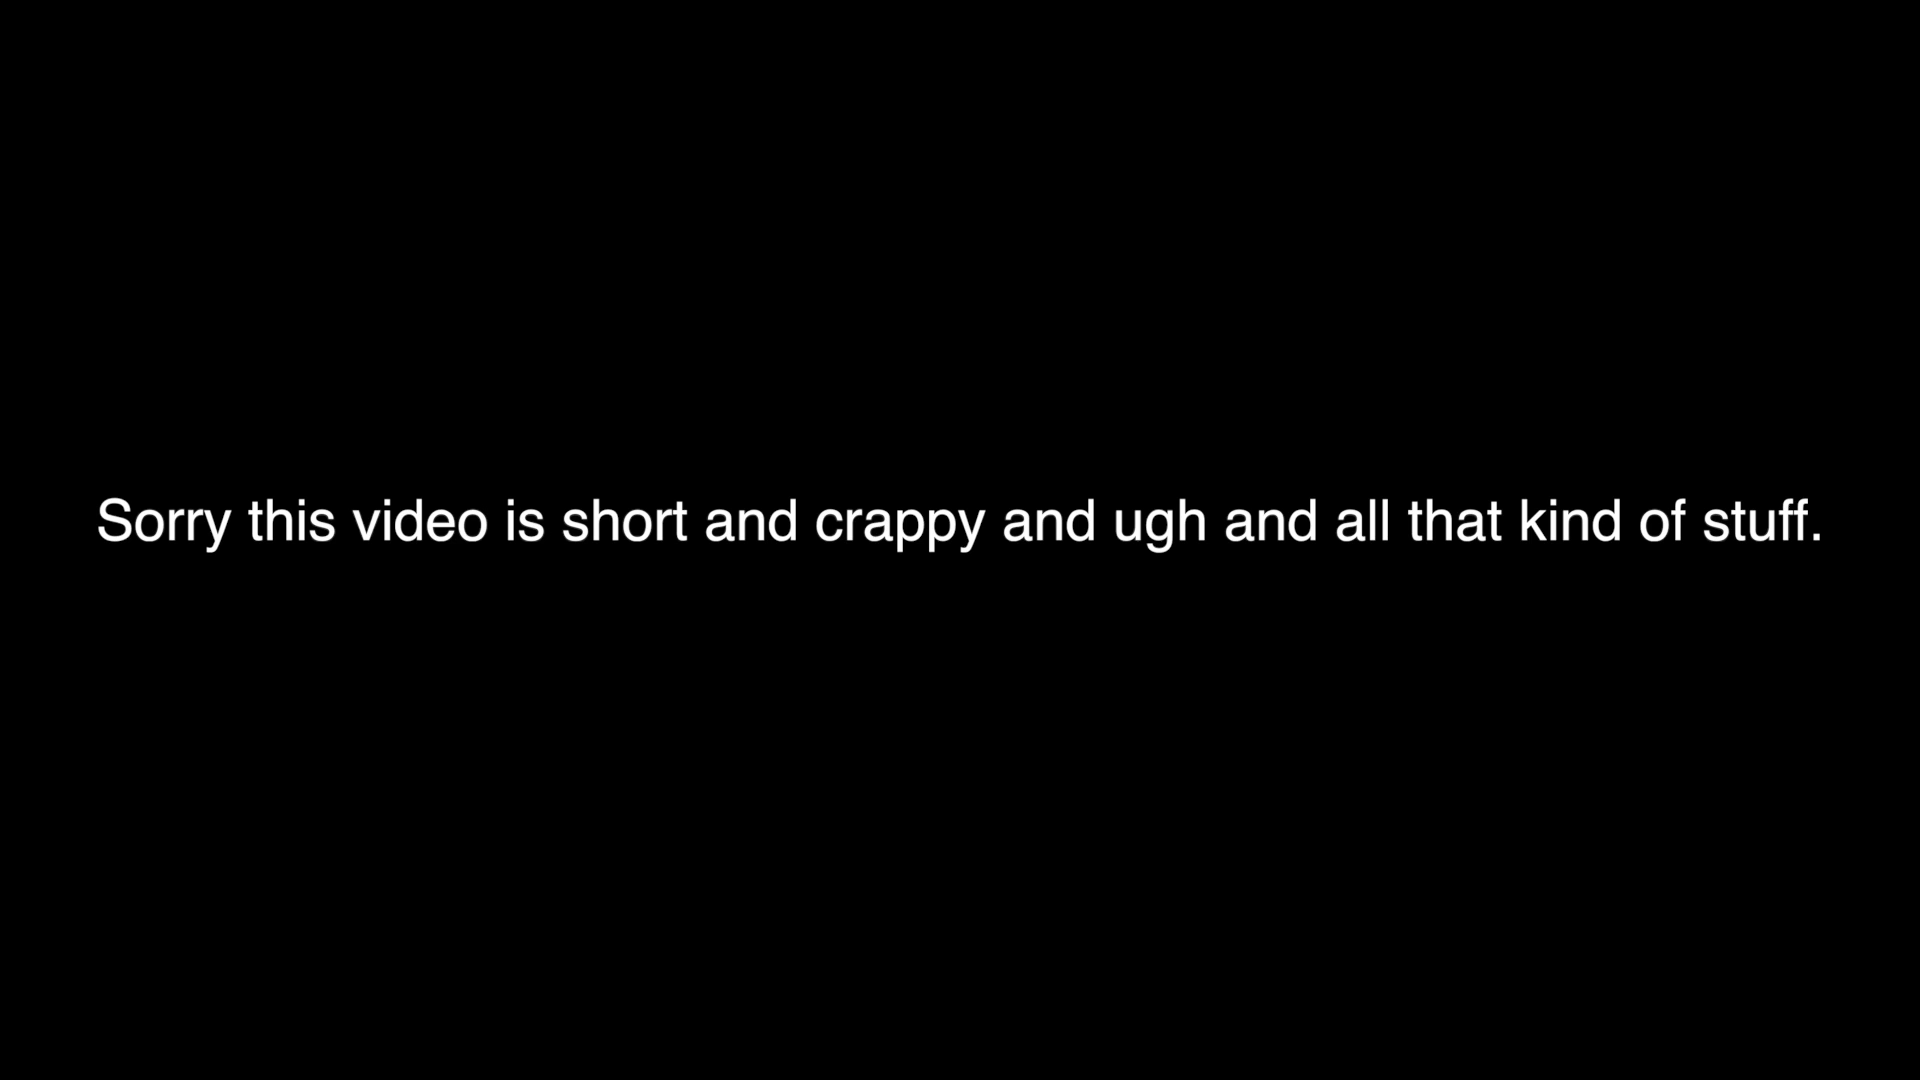 Sorry this video is short and crappy and ugh and all that kind of stuff.